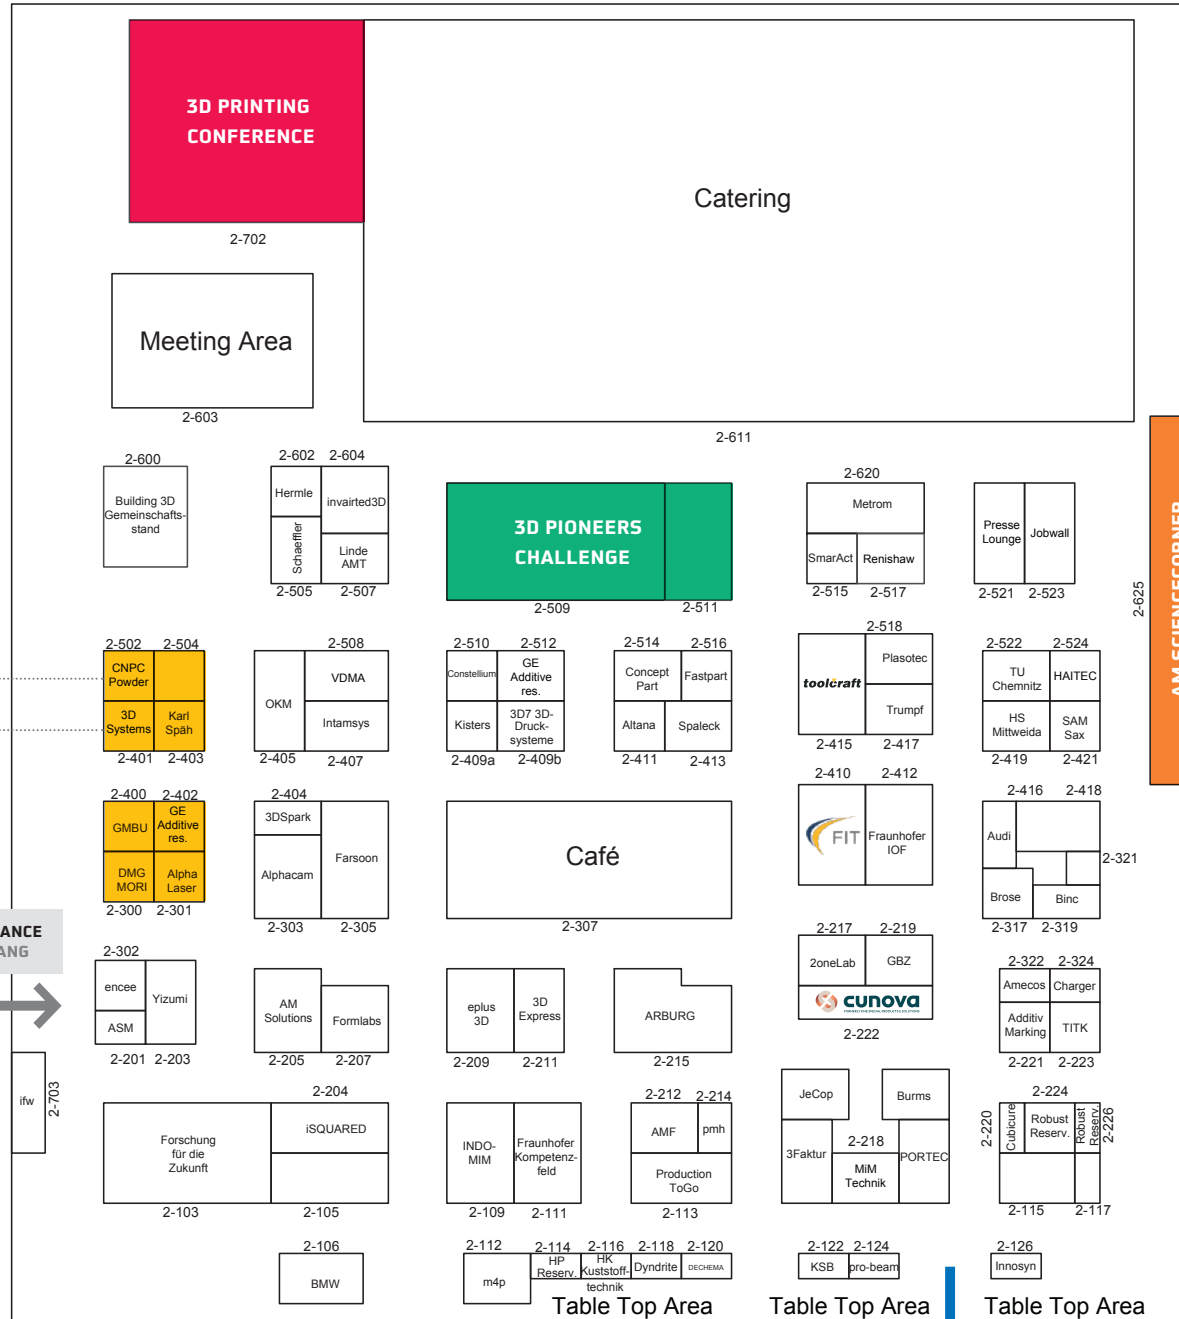 3D PRINTING
CONFERENCE
Catering
2-702
Meeting Area
2-603
2-611
2-600
2-602
2-604
2-620
Building 3D
Gemeinschafts-
stand
Hermle
invairted3D
Schaeffler
Linde
AMT
2-505
2-507
3D PIONEERS
CHALLENGE
2-509
2-511
Metrom
SmarAct
Renishaw
2-515
2-517
Presse
Lounge
Jobwall
2-521
2-523
2-625
AM SCIENCECORNER
2-502
2-504
CNPC
Powder
3D
Systems
Karl
Späh
2-401
2-403
2-508
OKM
VDMA
Intamsys
2-405
2-407
2-510
2-512
Constellium
GE
Additive
res.
Kisters
3D7 3D-
Druck-
systeme
2-409a
2-409b
2-514
2-516
Concept
Part
Fastpart
Altana
Spaleck
2-411
2-413
2-518
toolcraft
Plasotec
Trumpf
2-415
2-417
2-522
2-524
TU
Chemnitz
HAITEC
HS
Mittweida
SAM
Sax
2-419
2-421
2-400
2-402
GMBU
GE
Additive
res.
DMG
MORI
Alpha
Laser
2-300
2-301
2-404
3DSpark
Alphacam
Farsoon
2-303
2-305
Café
2-307
2-410
2-412
FIT
Fraunhofer
IOF
2-416
2-418
Audi
2-321
Brose
Binc
2-317
2-319
ANCE
ANG
2-302
encee
Yizumi
ASM
2-201
2-203
AM
Solutions
Formlabs
2-205
2-207
eplus
3D
3D
Express
2-209
2-211
ARBURG
2-215
2-217
2-219
2oneLab
GBZ
cunova
2-222
2-322
2-324
Amecos
Charger
Additiv
Marking
TITK
2-221
2-223
ifw
2-703
2-204
Forschung
für die
Zukunft
iSQUARED
2-103
2-105
INDO-
MIM
Fraunhofer
Kompetenz-
feld
2-109
2-111
2-212
2-214
AMF
pmh
Production
ToGo
2-113
JeCop
Burms
3Faktur
2-218
MiM
Technik
PORTEC
2-224
2-220
Cubicure
Robust
Reserv.
Robust
Reserv.
2-226
2-115
2-117
2-106
BMW
2-112
m4p
2-114
2-116
2-118
2-120
HP
Reserv.
HK
Kuststoff-
technik
Dyndrite
DECHEMA
2-122
2-124
KSB
pro-beam
2-126
Innosyn
Table Top Area
Table Top Area
Table Top Area